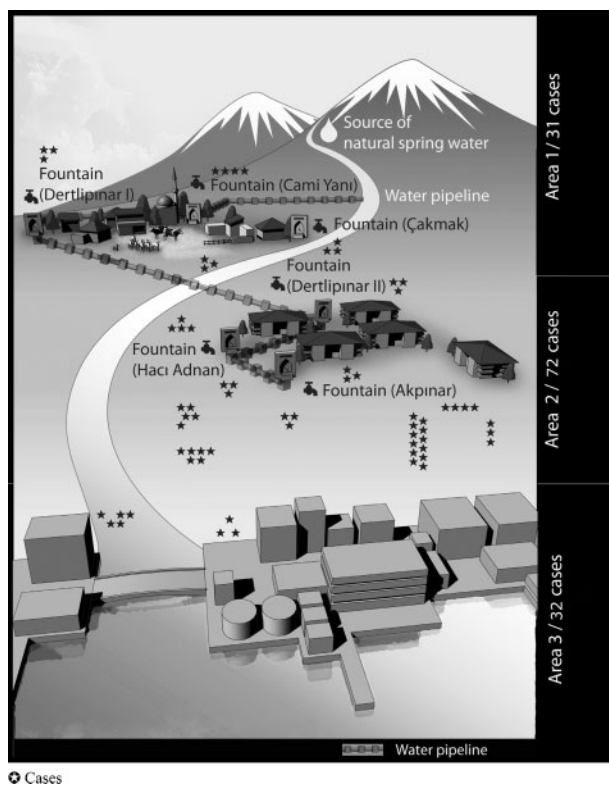 Source of
natural spring water
Fountain
(Dertlipınar I)
Fountain (Cami Yanı)
Water pipeline
Fountain (Çakmak)
Fountain
(Dertlipınar II)
Fountain
(Hacı Adnan)
Fountain (Akpınar)
Area 1 / 31 cases
Area 2 / 72 cases
Area 3 / 32 cases
Water pipeline
Cases